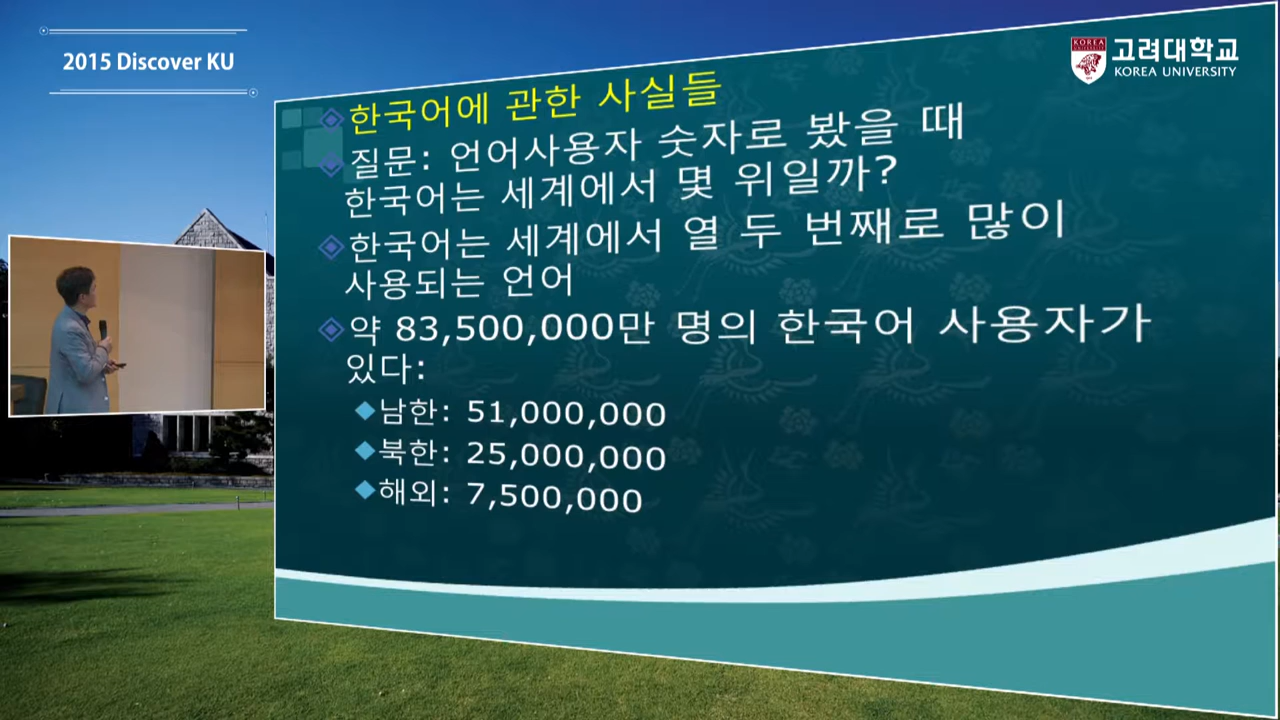 2015 Discover KU
KOREA
고려대학교
KOREA UNIVERSITY
한국어에 관한 사실들
질문: 언어사용자 숫자로 봤을 때
한국어는 세계에서 몇 위일까?
한국어는 세계에서 열 두 번째로 많이
사용되는 언어
약 83,500,000만 명의 한국어 사용자가
있다:
남한: 51,000,000
북한: 25,000,000
해외: 7,500,000